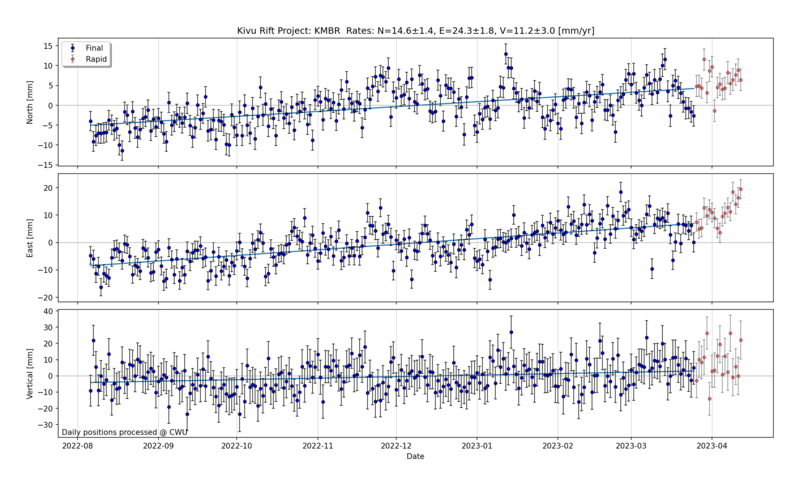 Kivu Rift Project: KMBR Rates: N=14.6±1.4, E=24.3±1.8, V=11.2±3.0 [mm/yr]
Final
Rapid
North [mm]
15
10
5
0
−5
−10
−15
East [mm]
20
10
0
−10
−20
Vertical [mm]
40
30
20
10
0
−10
−20
−30
Daily positions processed @ CWU
2022-08 2022-09 2022-10 2022-11 2022-12 2023-01 2023-02 2023-03 2023-04
Date